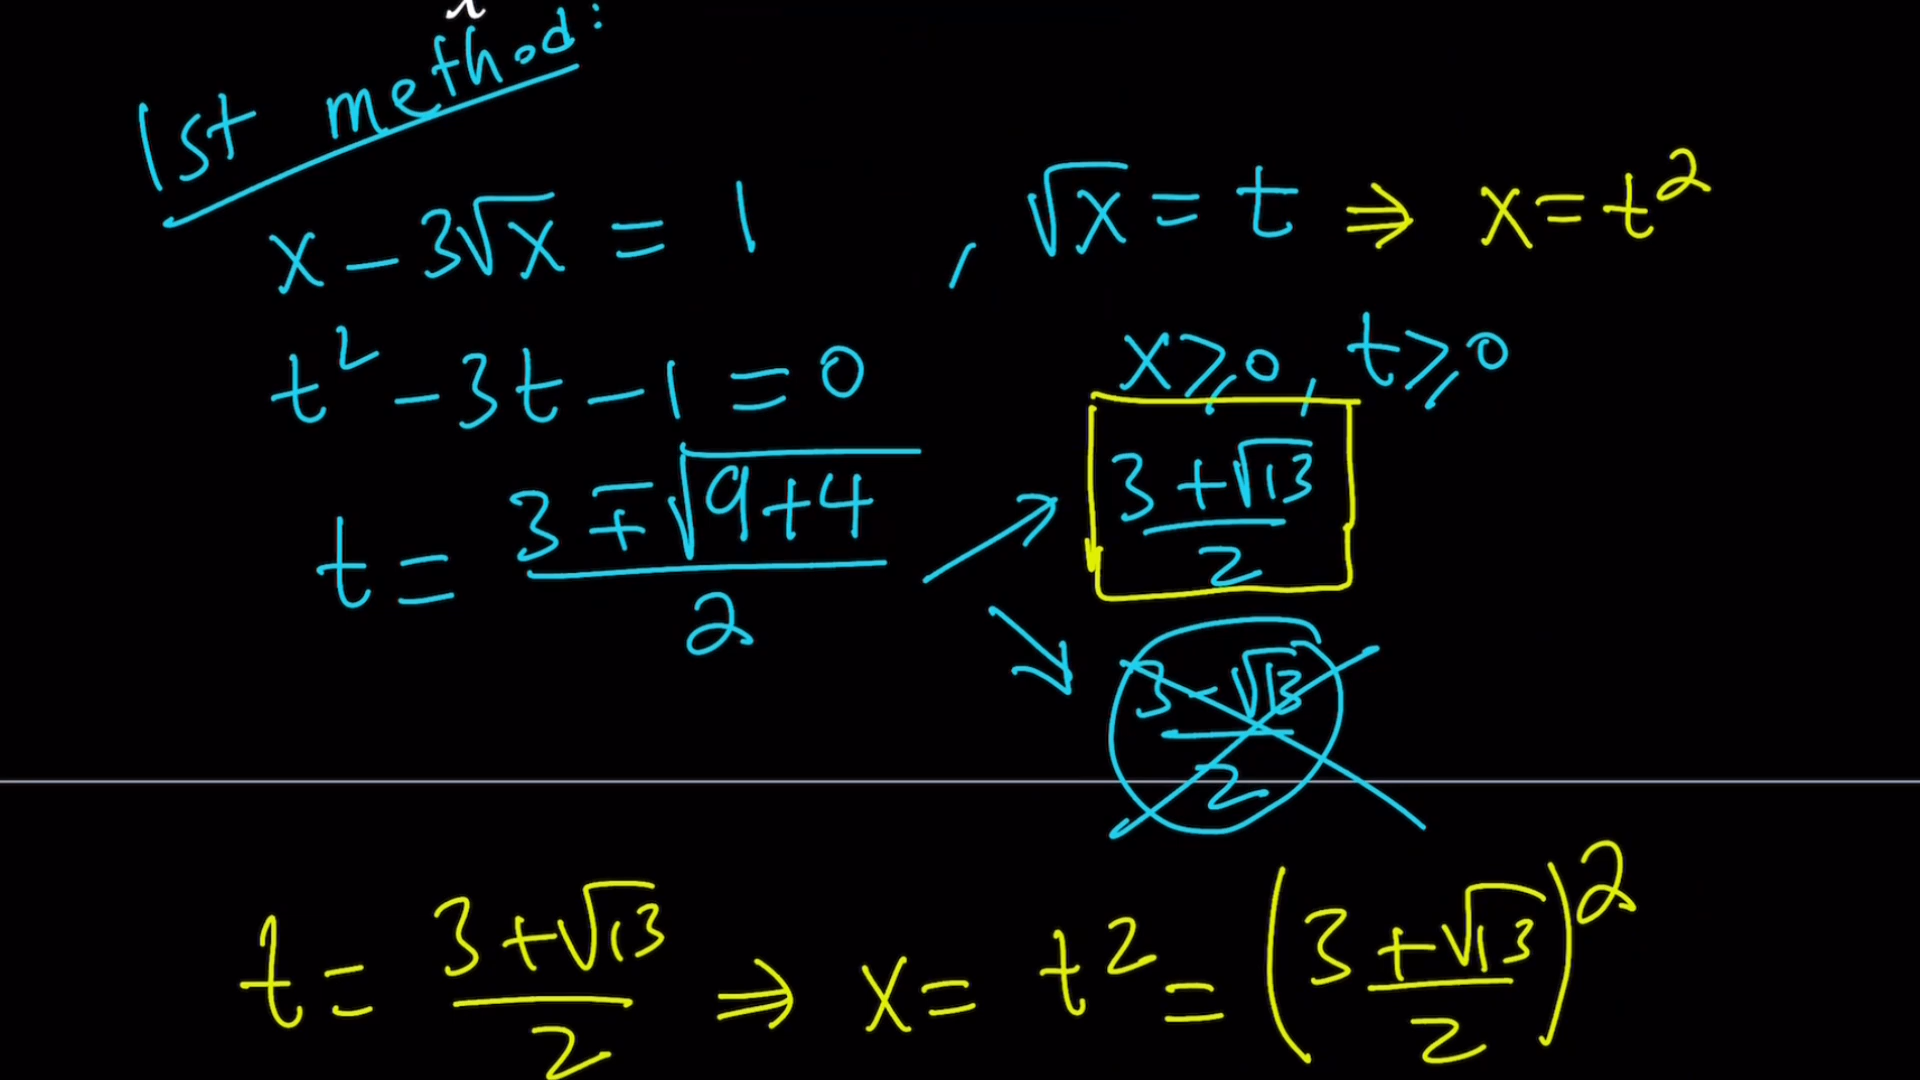 x
1st method:
x - 3√x = 1 , √x = t ⇒ x = t²
t² - 3t - 1 = 0 x ⩾ 0, t ⩾ 0
t = (3 ∓ √(9+4))/2 (3 + √13)/2
(3 - √13)/2
t = (3 + √13)/2 ⇒ x = t² = ((3 + √13)/2)²